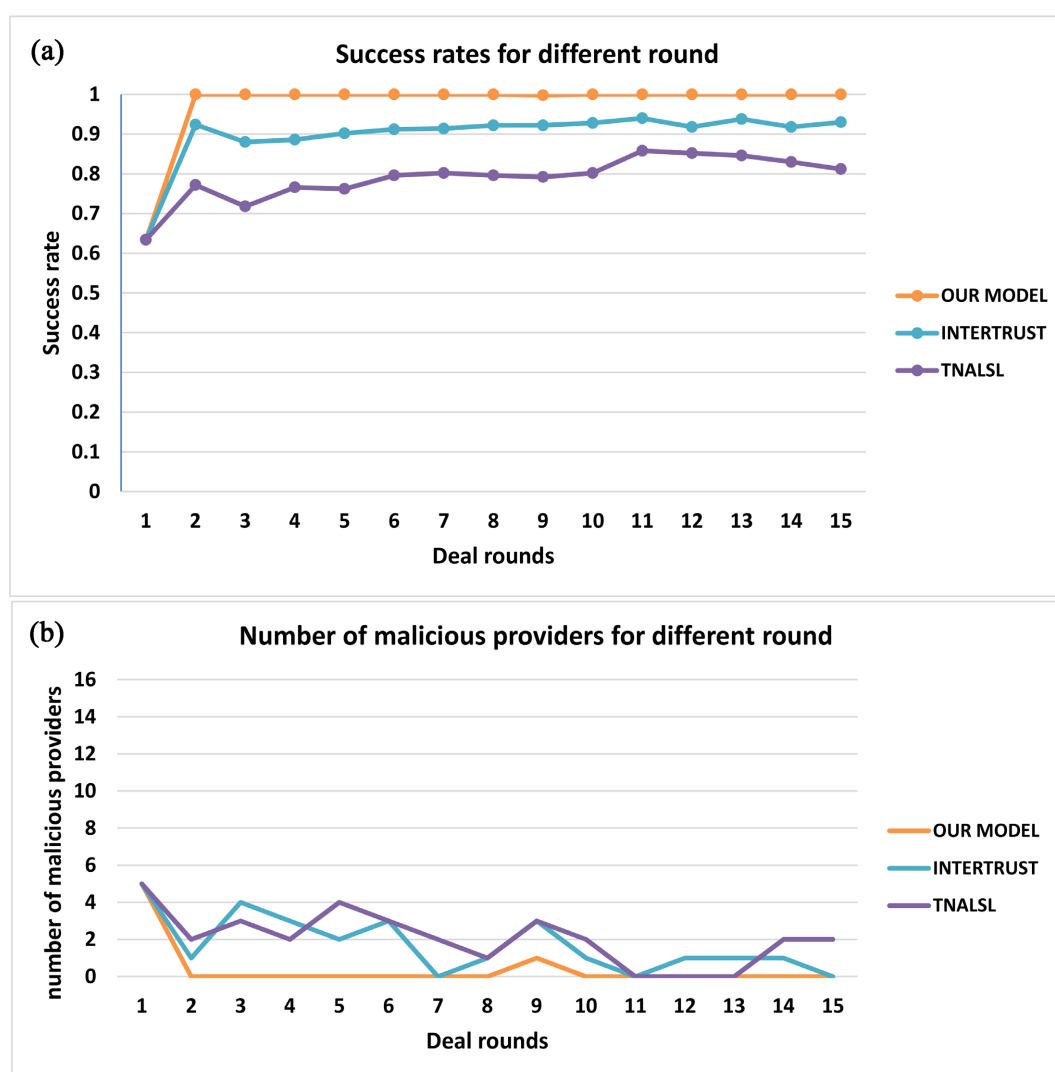 (a)
Success rates for different round
Success rate
1
0.9
0.8
0.7
0.6
0.5
0.4
0.3
0.2
0.1
0
1 2 3 4 5 6 7 8 9 10 11 12 13 14 15
Deal rounds
OUR MODEL
INTERTRUST
TNALSL
(b)
Number of malicious providers for different round
number of malicious providers
16
14
12
10
8
6
4
2
0
1 2 3 4 5 6 7 8 9 10 11 12 13 14 15
Deal rounds
OUR MODEL
INTERTRUST
TNALSL